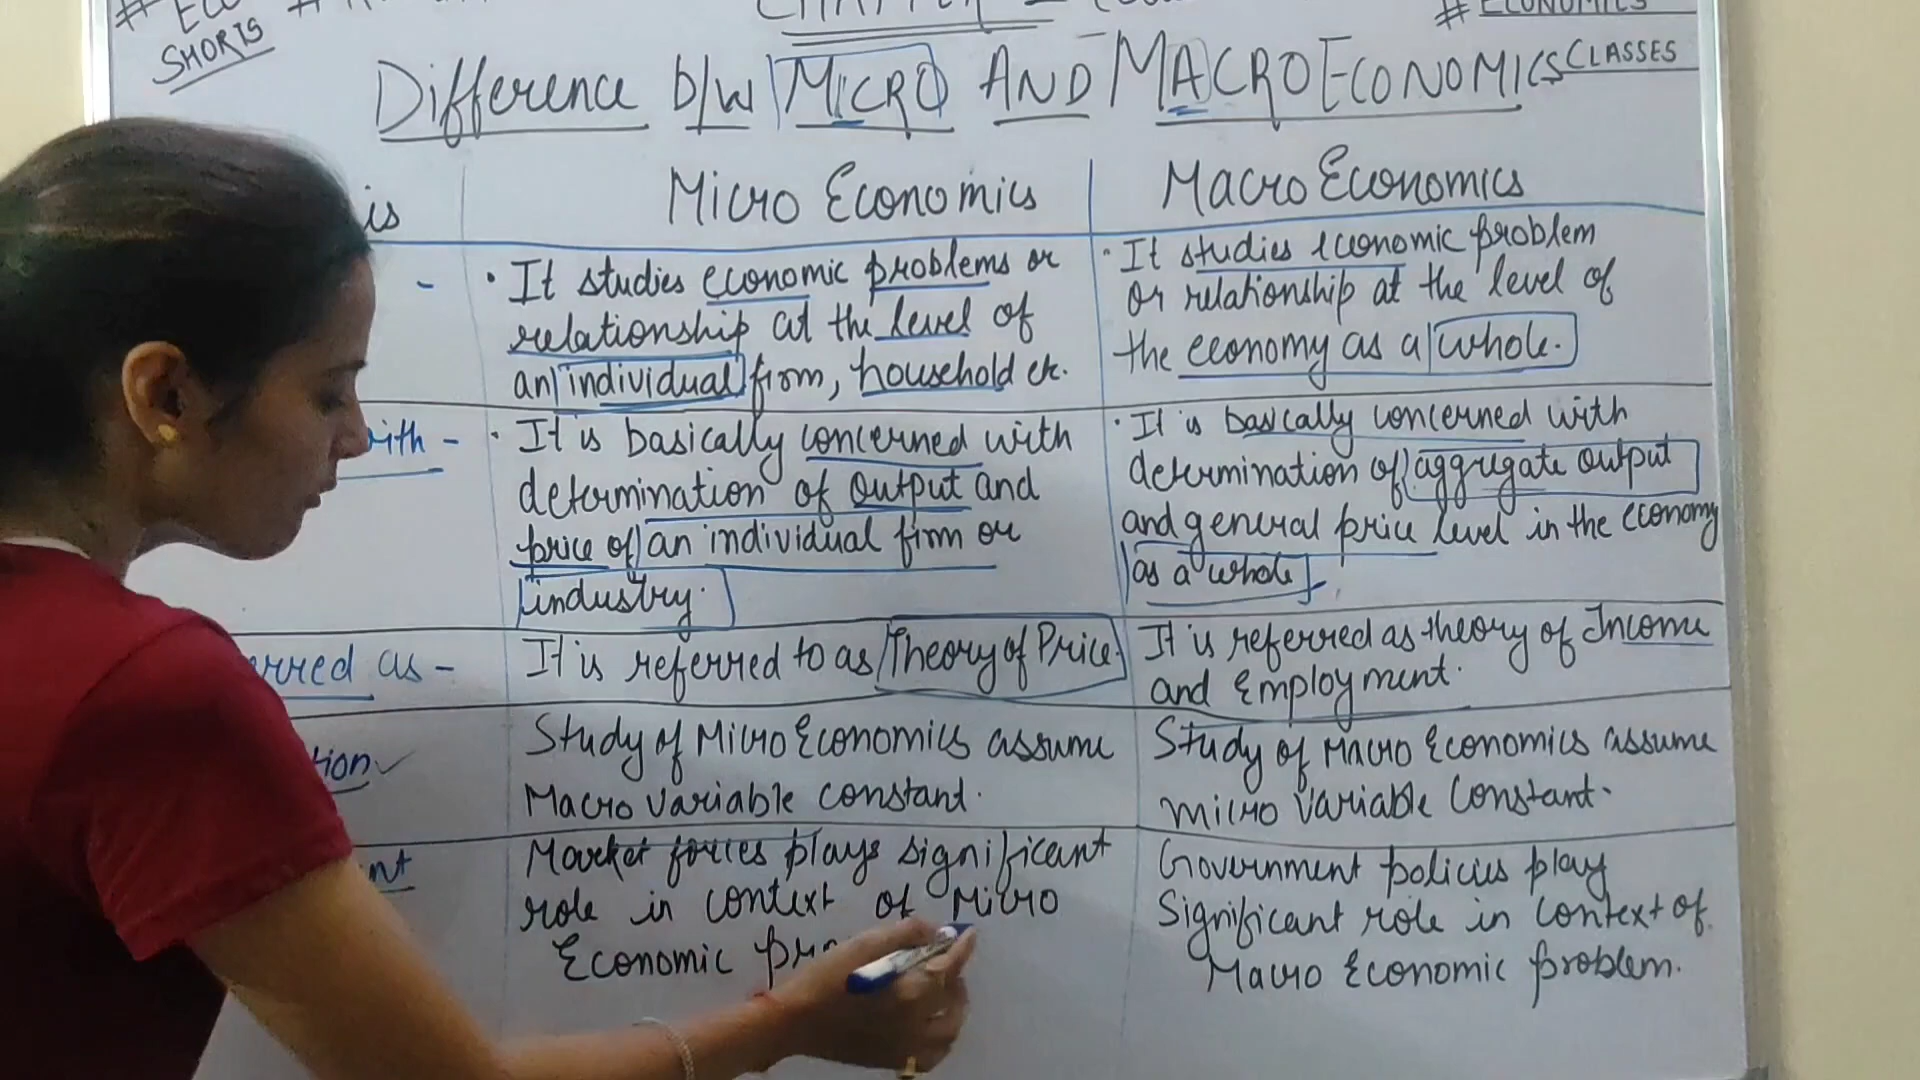 SHORTS
# ECONOMICS
CLASSES
Difference b/w MICRO AND MACRO ECONOMICS
is Micro Economics Macro Economics
- • It studies economic problems or
relationship at the level of
an individual firm, household etc.
• It studies economic problem
or relationship at the level of
the economy as a whole.
with - • It is basically concerned with
determination of output and
price of an individual firm or
industry.
• It is basically concerned with
determination of aggregate output
and general price level in the economy
as a whole.
erred as - It is referred to as Theory of Price.
It is referred as theory of Income
and Employment.
tion ✓ Study of Micro Economics assume
Macro variable constant.
Study of Macro Economics assume
micro variable Constant.
nt Market forces plays significant
role in context of Micro
Economic pro
Government policies play
Significant role in context of
Macro Economic problem.